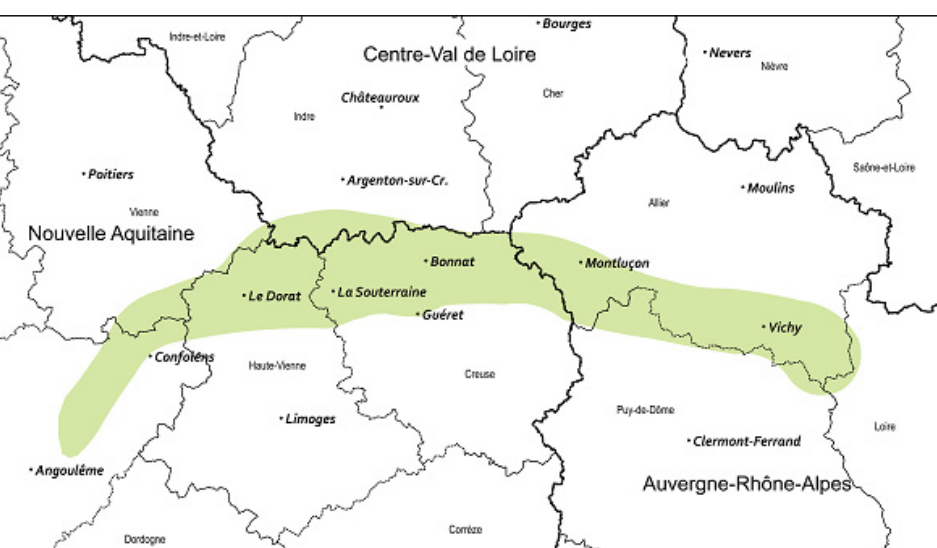 Bourges
Indre-et-Loire
Centre-Val de Loire
Nevers
Nièvre
Châteauroux
Cher
Indre
Saône-et-Loire
Poitiers
Argenton-sur-Cr.
Moulins
Allier
Vienne
Nouvelle Aquitaine
Bonnat
Montluçon
Le Dorat
La Souterraine
Guéret
Vichy
Confolens
Haute-Vienne
Creuse
Puy-de-Dôme
Limoges
Loire
Clermont-Ferrand
Angoulême
Auvergne-Rhône-Alpes
Corrèze
Dordogne